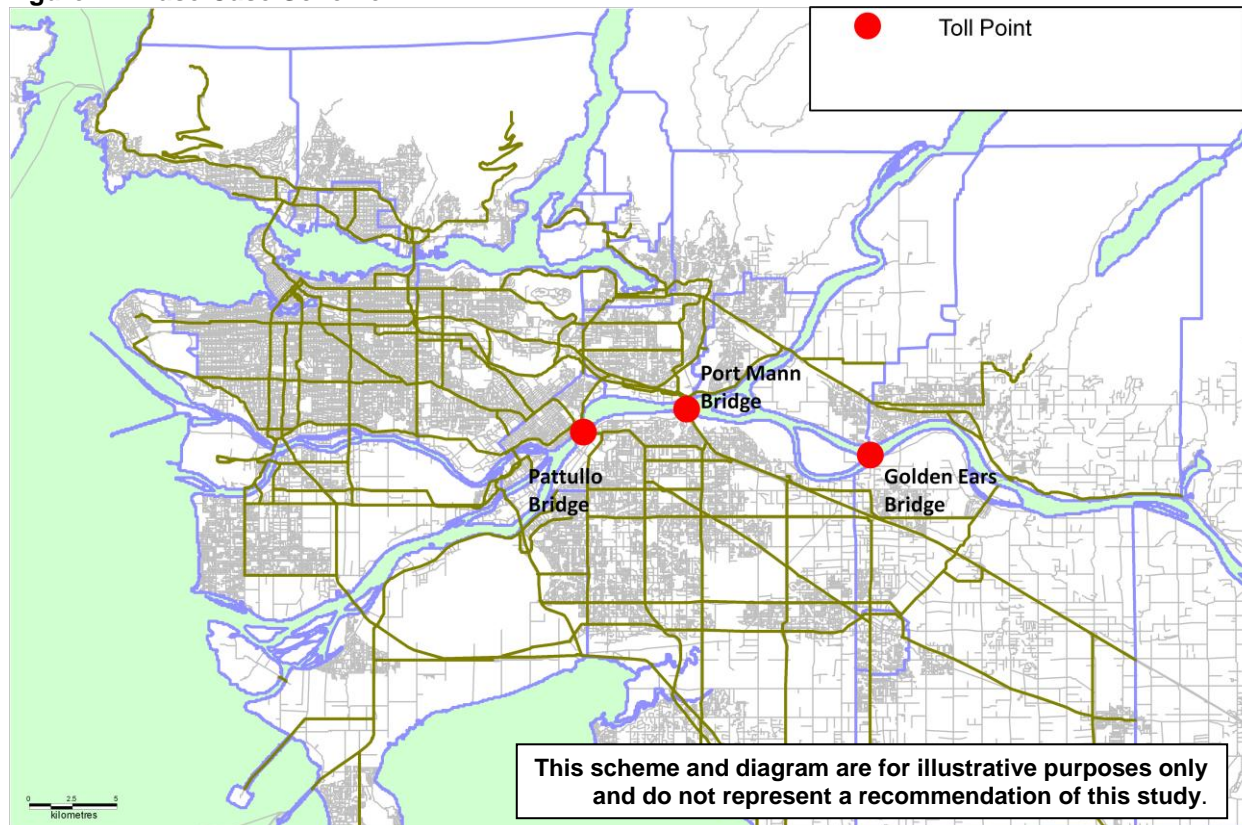 Toll Point
Port Mann
Bridge
Pattullo
Bridge
Golden Ears
Bridge
This scheme and diagram are for illustrative purposes only
and do not represent a recommendation of this study.
0 2.5 5
kilometres